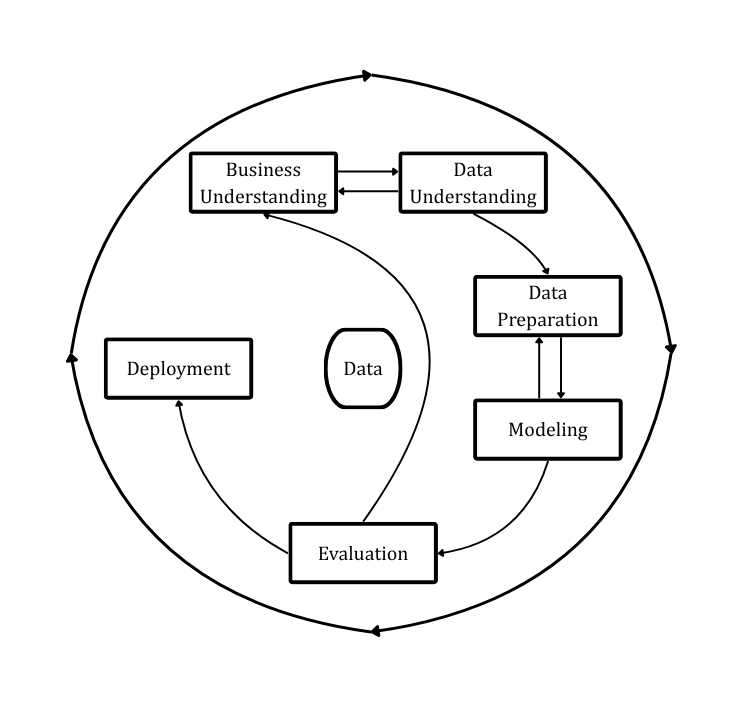 Business
Understanding
Data
Understanding
Data
Preparation
Deployment
Data
Modeling
Evaluation